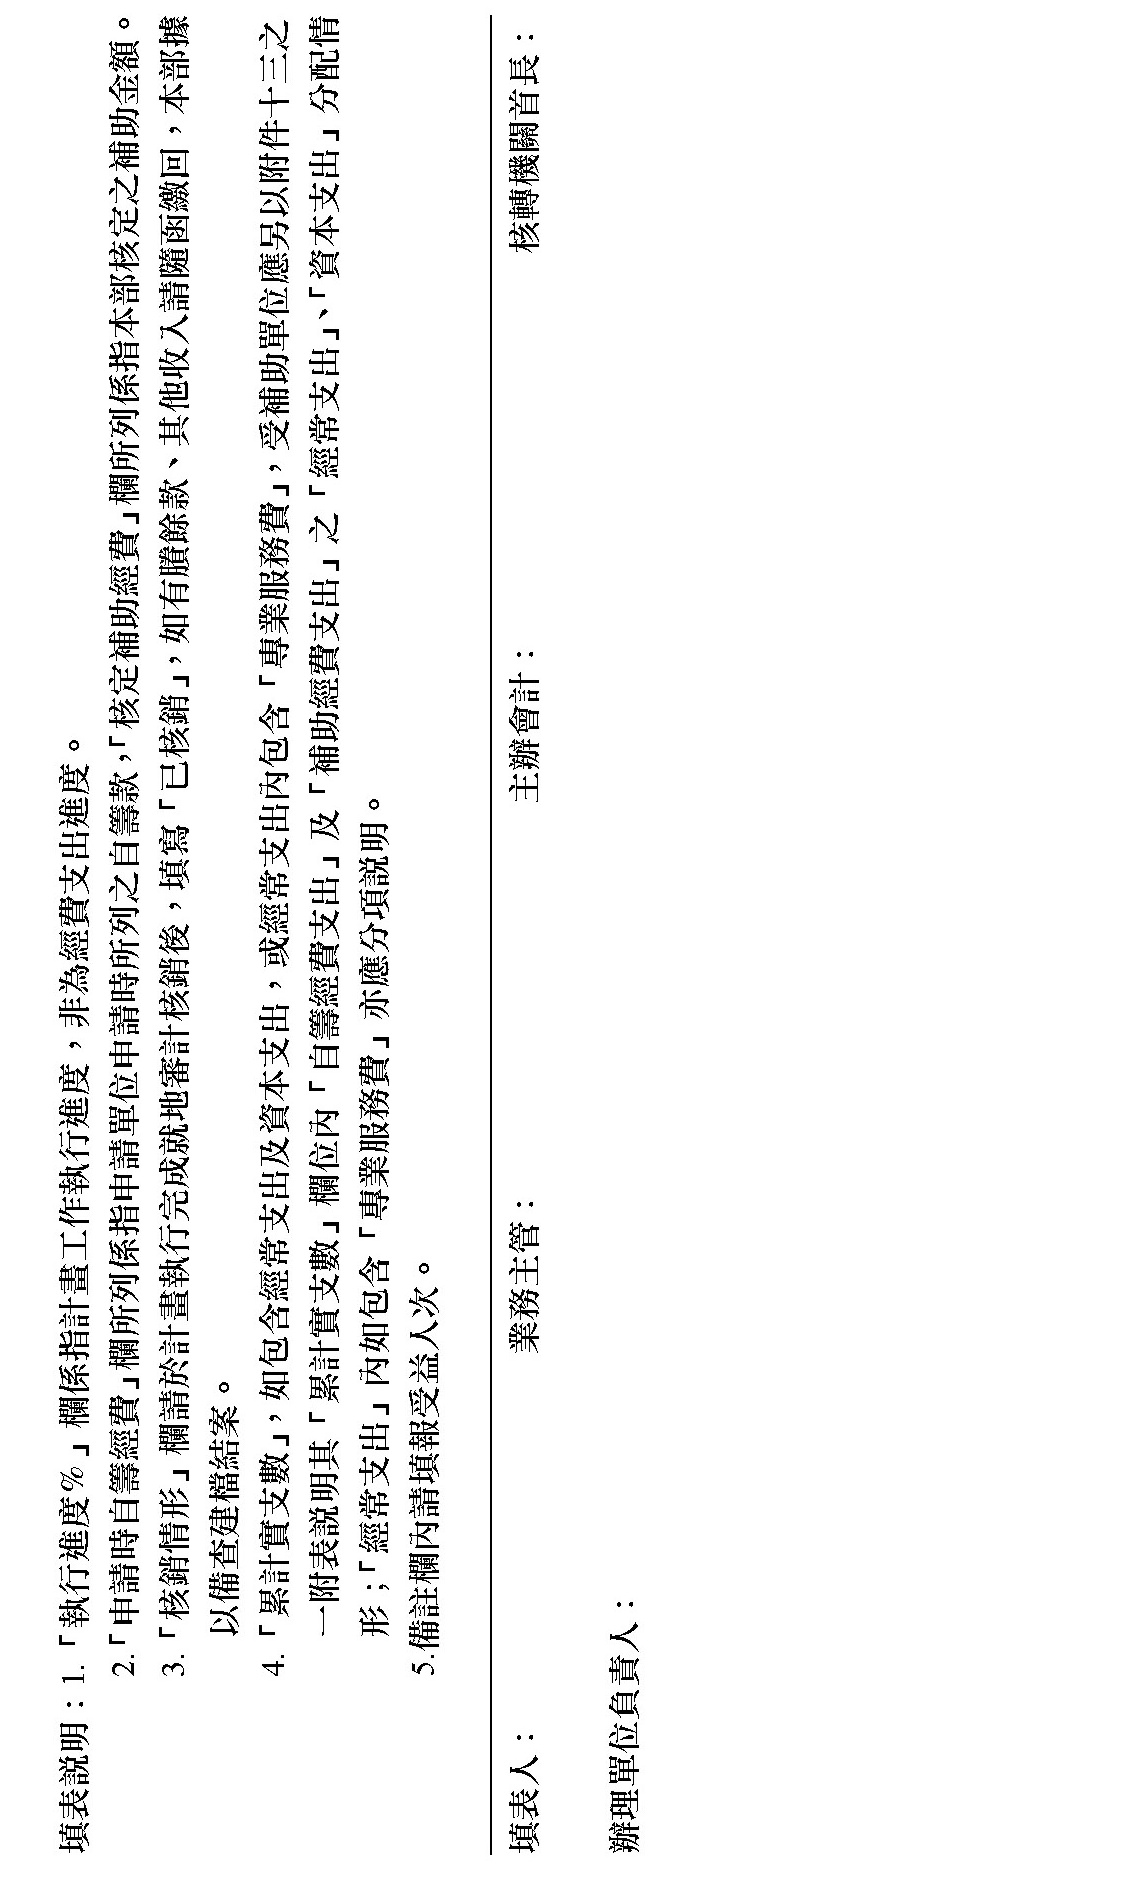 填表說明：1.「執行進度%」欄係指計畫工作執行進度，非為經費支出進度。
2.「申請時自籌經費」欄所列係指申請單位申請時所列之自籌款，「核定補助經費」欄所列係指本部核定之補助金額。
3.「核銷情形」欄請於計畫執行完成就地審計核銷後，填寫「已核銷」，如有賸餘款、其他收入請隨函繳回，本部據
以備查建檔結案。
4.「累計實支數」，如包含經常支出及資本支出，或經常支出內包含「專業服務費」，受補助單位應另以附件十三之
一附表說明其「累計實支數」欄位內「自籌經費支出」及「補助經費支出」之「經常支出」、「資本支出」分配情
形；「經常支出」內如包含「專業服務費」亦應分項說明。
5.備註欄內請填報受益人次。
填表人： 業務主管： 主辦會計： 核轉機關首長：
辦理單位負責人：